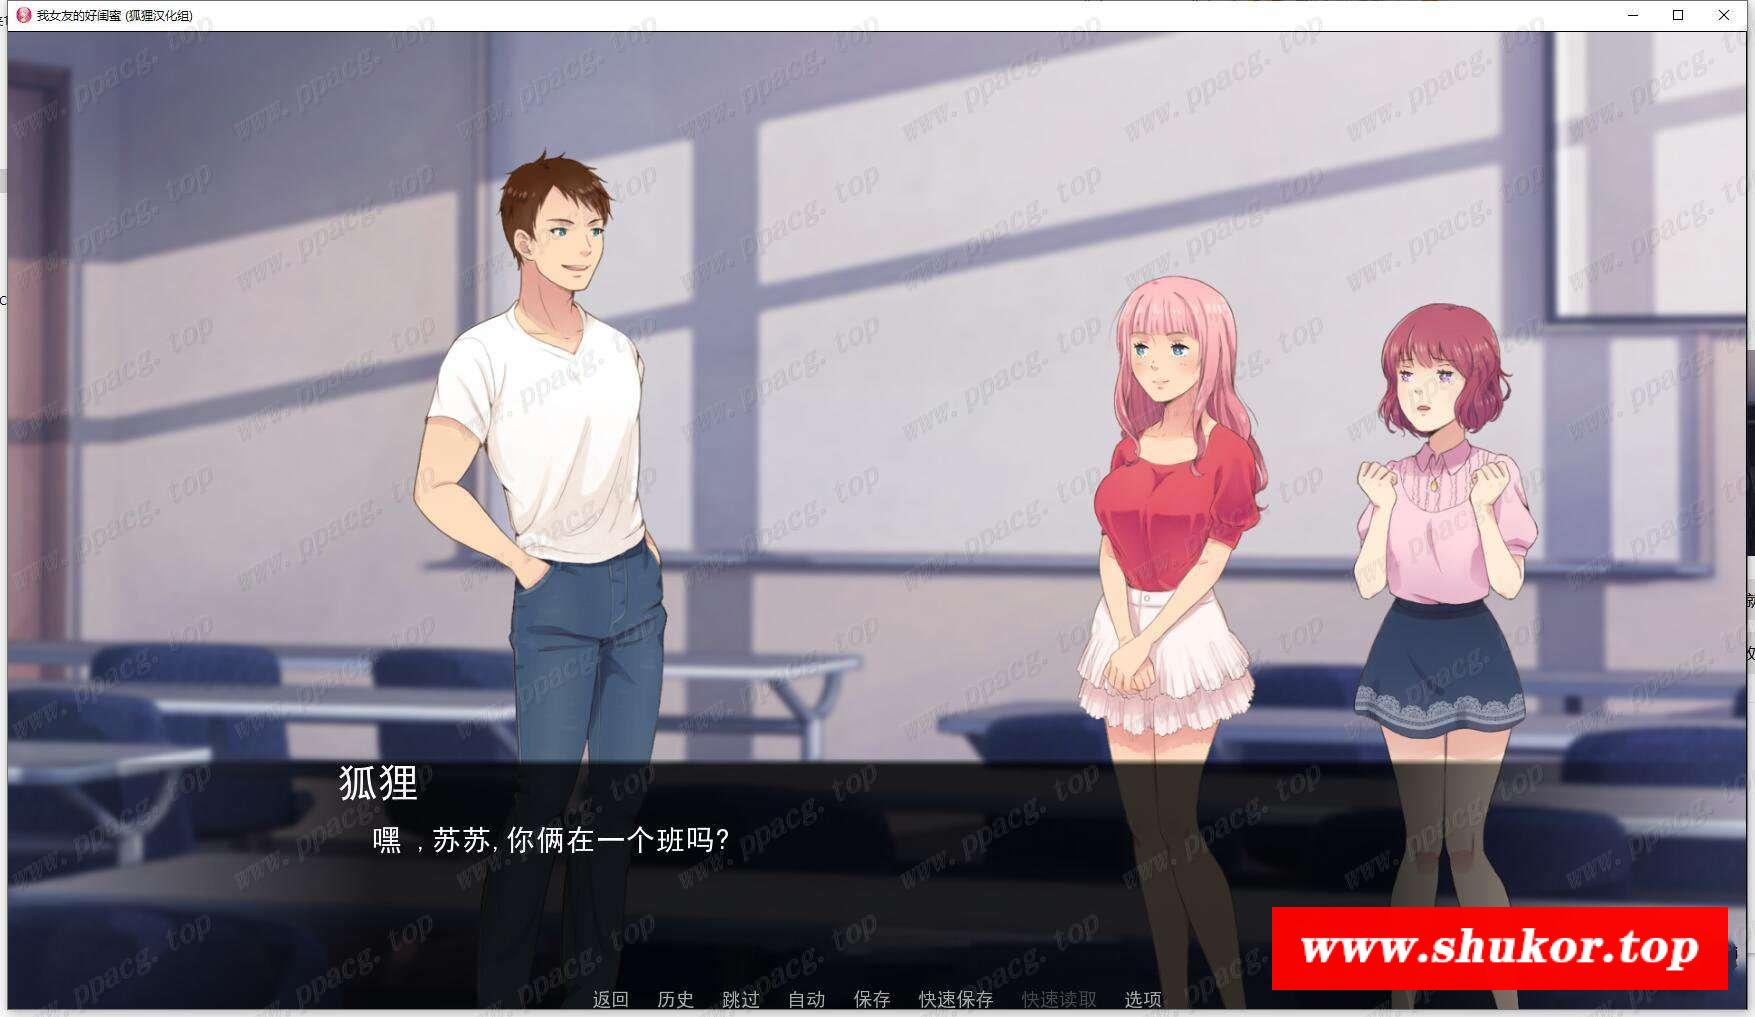 我女友的好闺蜜 (狐狸汉化组)
狐狸
嘿 , 苏苏, 你俩在一个班吗?
返回 历史 跳过 自动 保存 快速保存 快速读取 选项
www.shukor.top
www.ppacg.top